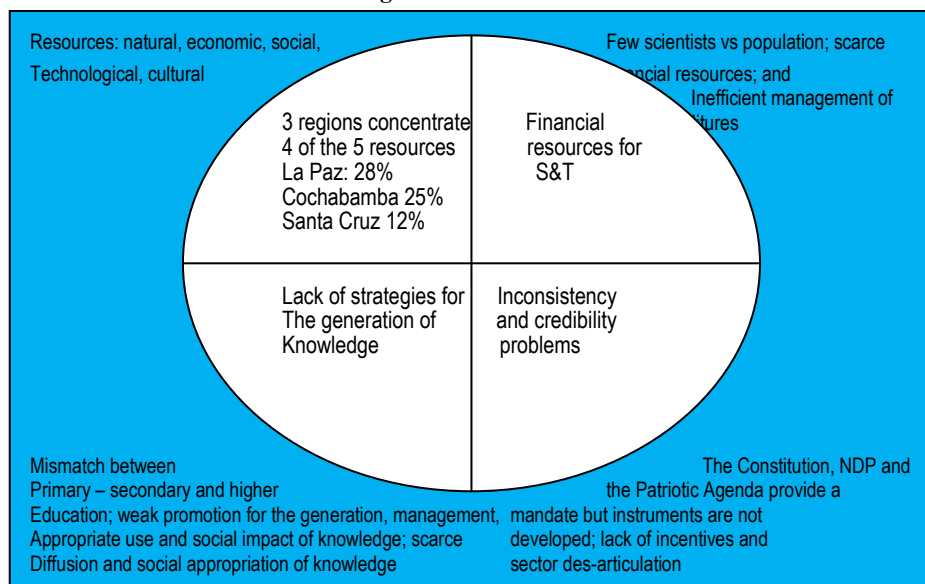 Resources: natural, economic, social,
Technological, cultural
Few scientists vs population; scarce
resources; and
Inefficient management of
3 regions concentrate
4 of the 5 resources
La Paz: 28%
Cochabamba 25%
Santa Cruz 12%
Financial
resources for
S&T
Lack of strategies for
The generation of
Knowledge
Inconsistency
and credibility
problems
Mismatch between
Primary – secondary and higher
Education; weak promotion for the generation, management,
Appropriate use and social impact of knowledge; scarce
Diffusion and social appropriation of knowledge
The Constitution, NDP and
the Patriotic Agenda provide a
mandate but instruments are not
developed; lack of incentives and
sector des-articulation